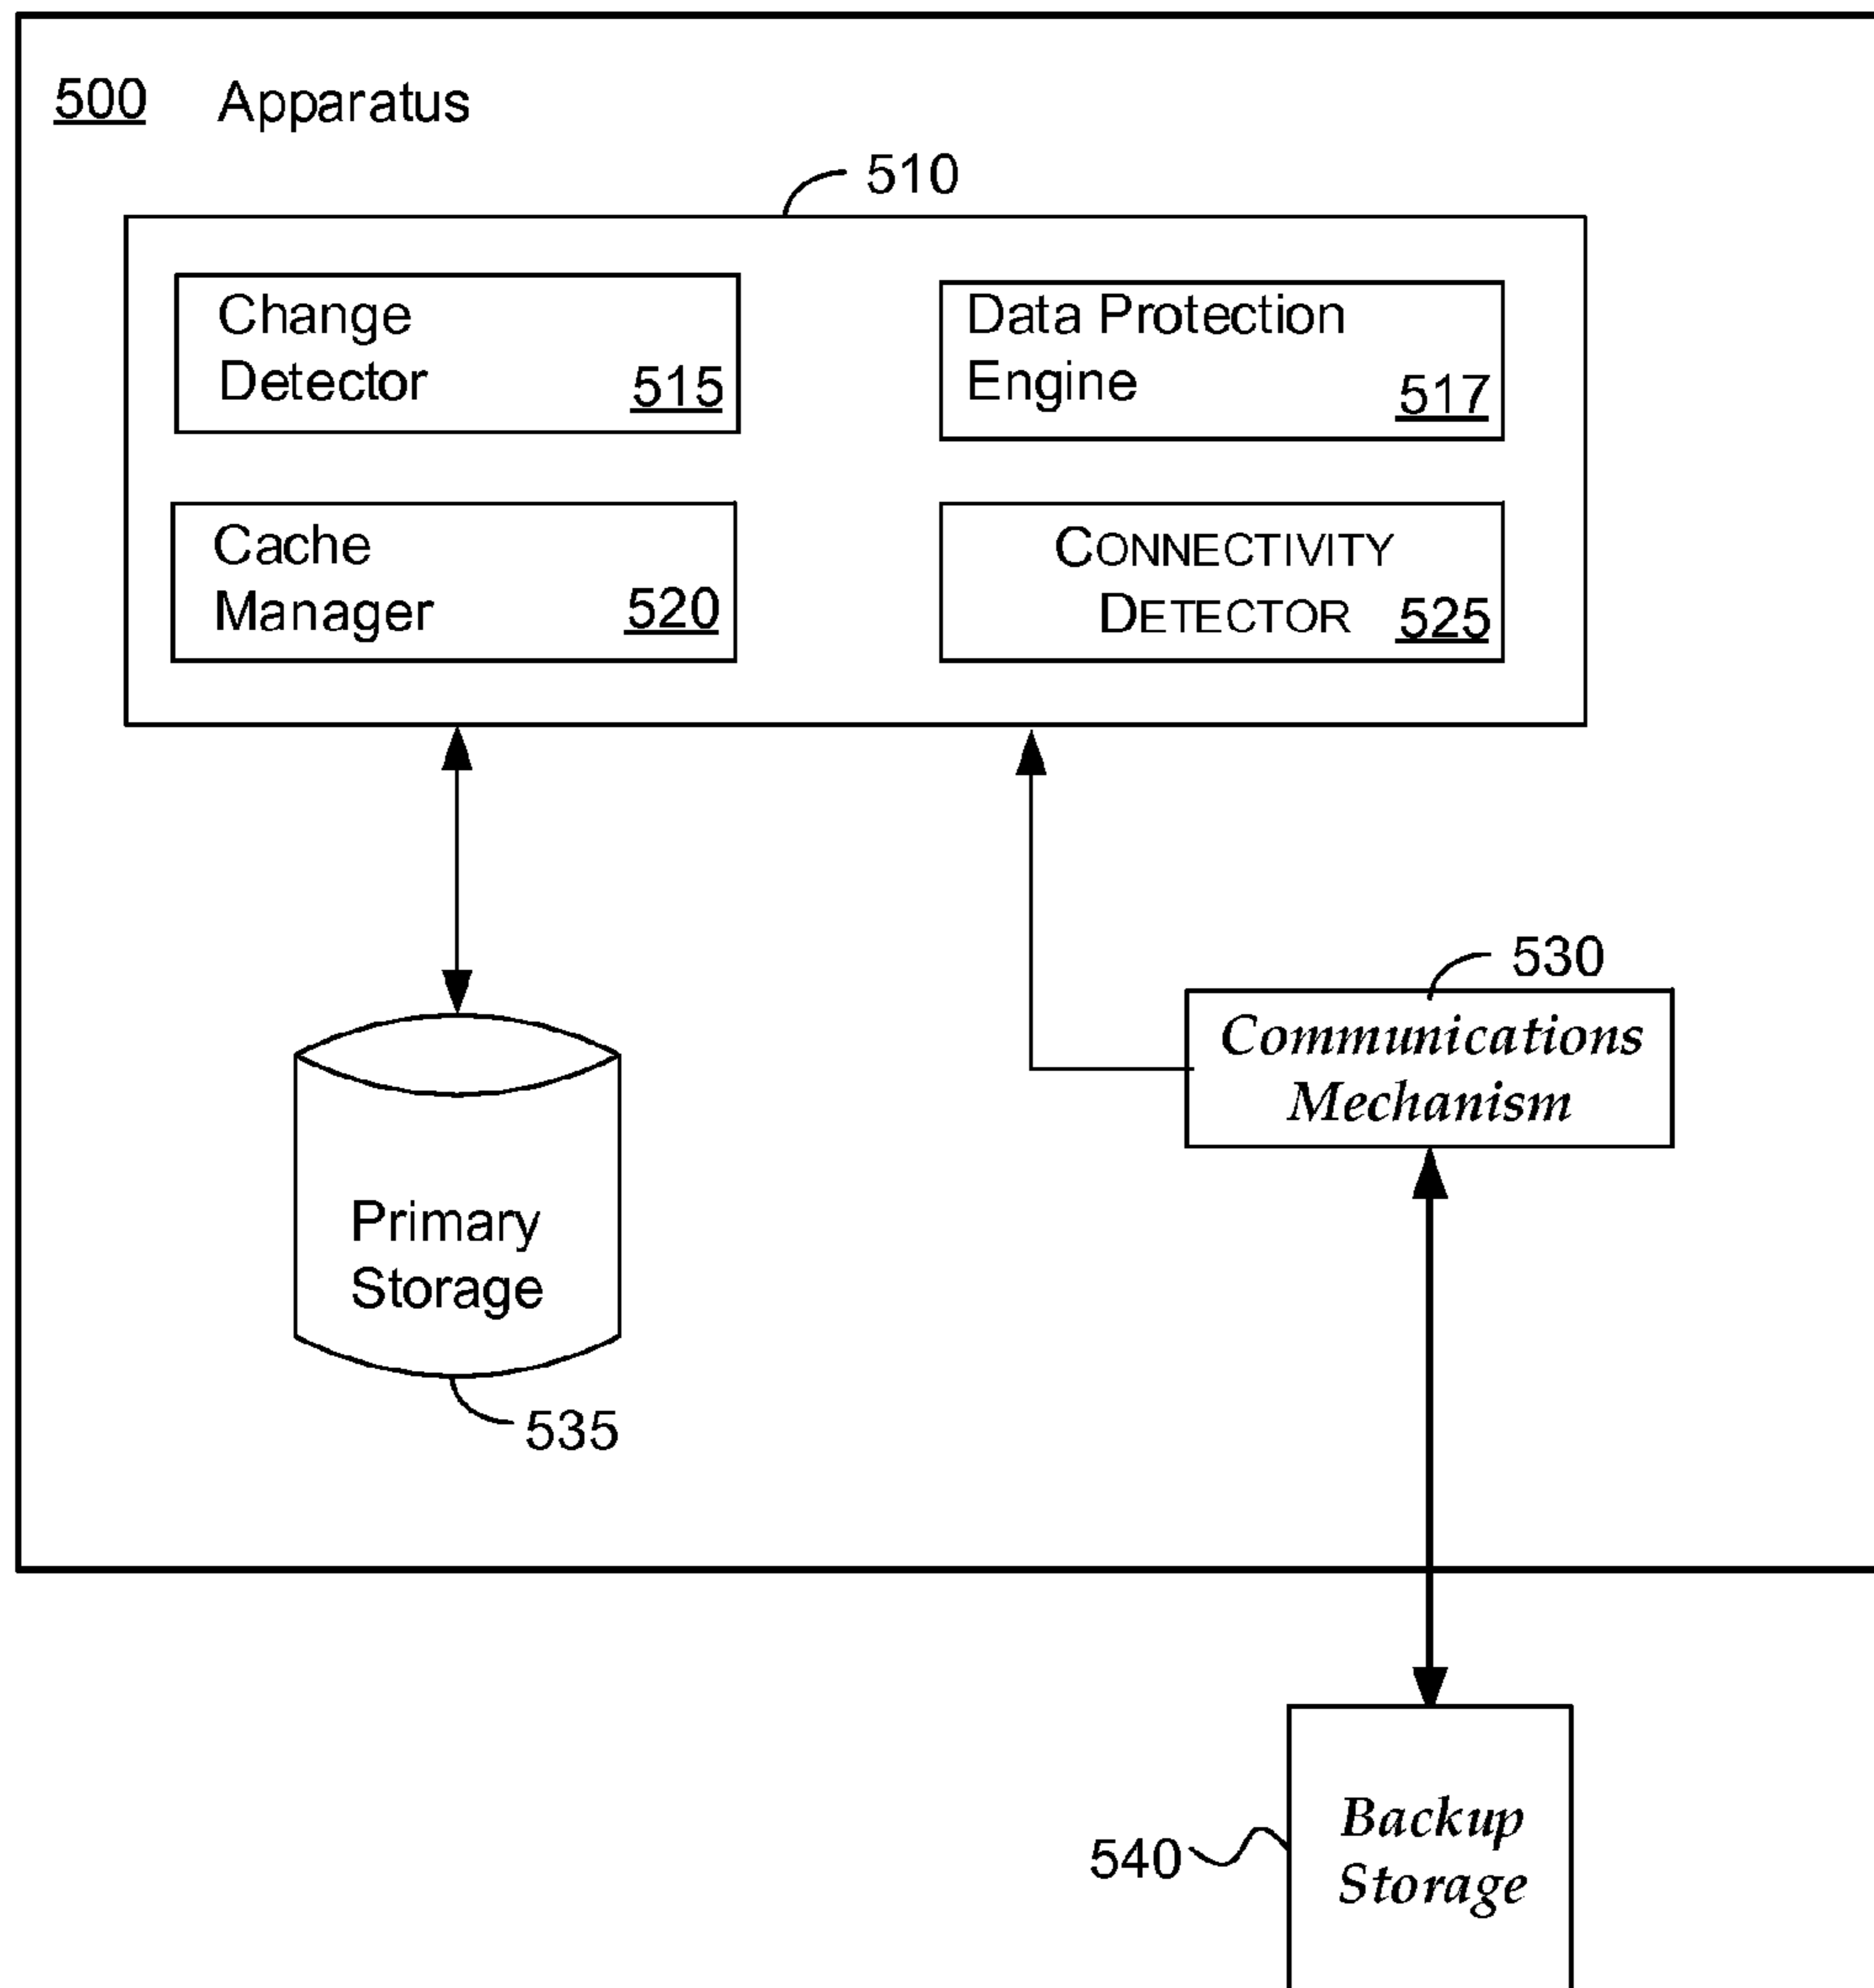 500 Apparatus
510
Change
Detector 515
Data Protection
Engine 517
Cache
Manager 520
CONNECTIVITY
DETECTOR 525
530
Communications
Mechanism
Primary
Storage
535
540
Backup
Storage